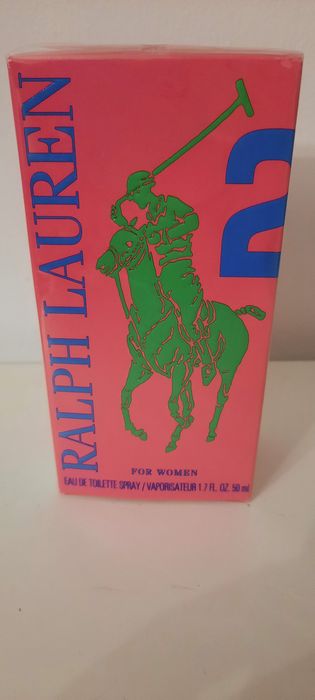 RALPH LAUREN
2
FOR WOMEN
EAU DE TOILETTE SPRAY / VAPORISATEUR 1.7 FL. OZ. 50 ml